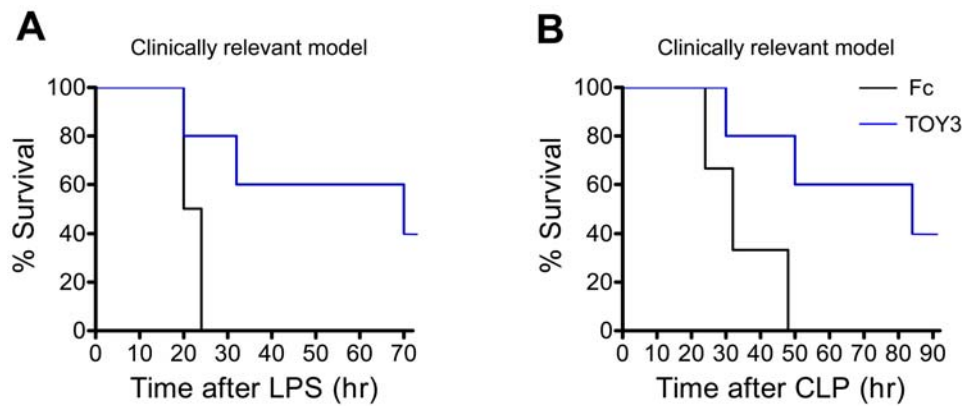 A
Clinically relevant model
100
80
60
40
20
0
% Survival
0 10 20 30 40 50 60 70
Time after LPS (hr)
B
Clinically relevant model
Fc
TOY3
100
80
60
40
20
0
% Survival
0 10 20 30 40 50 60 70 80 90
Time after CLP (hr)